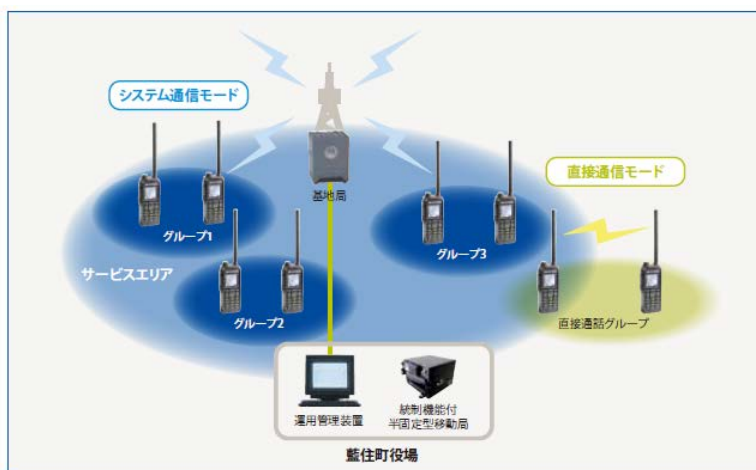 システム通信モード
直接通信モード
基地局
グループ1
グループ3
サービスエリア
グループ2
直接通話グループ
運用管理装置
統制機能付
半固定型移動局
藍住町役場